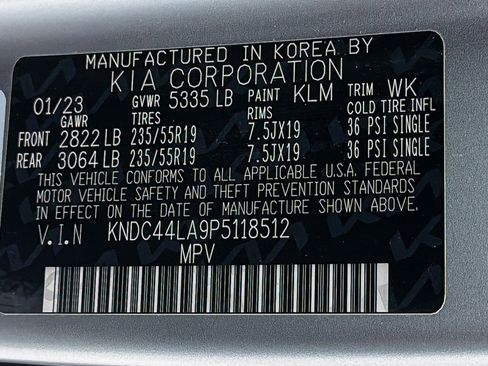 MANUFACTURED IN KOREA BY
KIA CORPORATION
01/23 GVWR 5335 LB PAINT KLM TRIM WK
GAWR TIRES RIMS COLD TIRE INFL
FRONT 2822 LB 235/55R19 7.5JX19 36 PSI SINGLE
REAR 3064 LB 235/55R19 7.5JX19 36 PSI SINGLE
THIS VEHICLE CONFORMS TO ALL APPLICABLE U.S.A. FEDERAL
MOTOR VEHICLE SAFETY AND THEFT PREVENTION STANDARDS
IN EFFECT ON THE DATE OF MANUFACTURE SHOWN ABOVE.
V.I.N KNDC44LA9P5118512
MPV